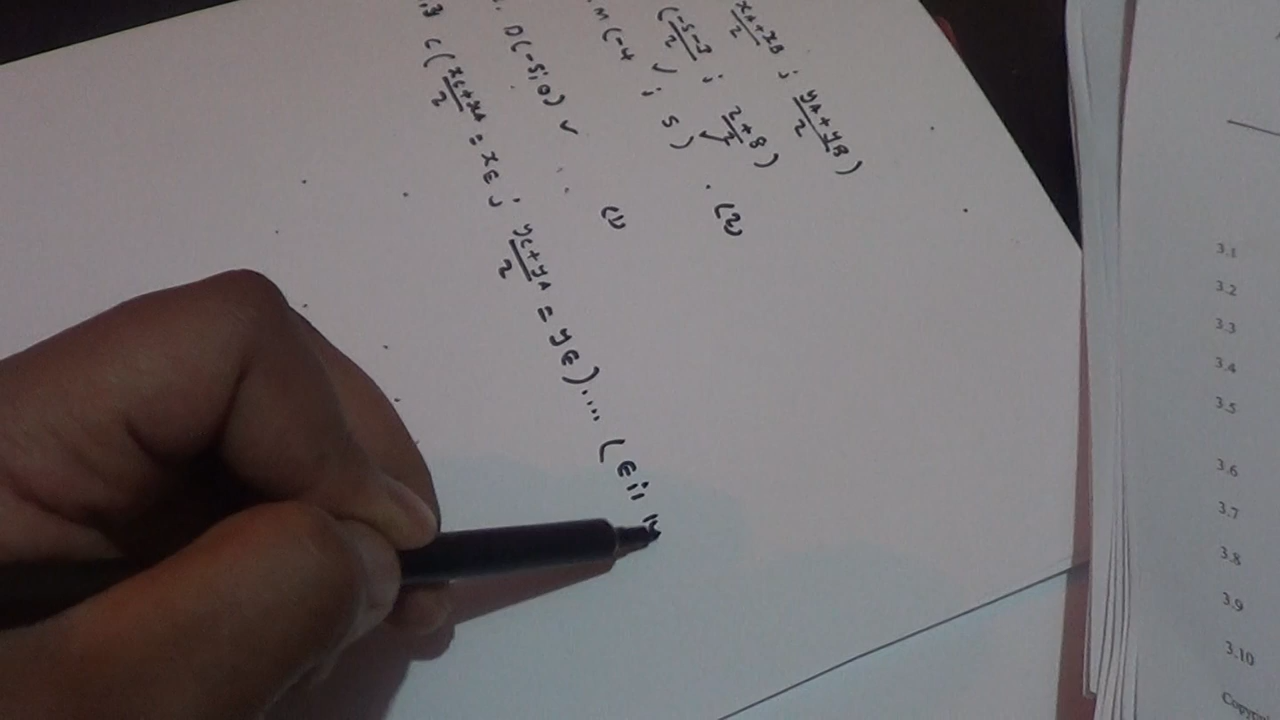 xA+xB/2 ; yA+yB/2)
(-5-3/2 ; 2+8/2)
M(-4 ; 5) (2)
D(-5;0) ✓ (1)
C(xC+xA/2 = xE ; yC+yA/2 = yE).... (E is
3.1
3.2
3.3
3.4
3.5
3.6
3.7
3.8
3.9
3.10